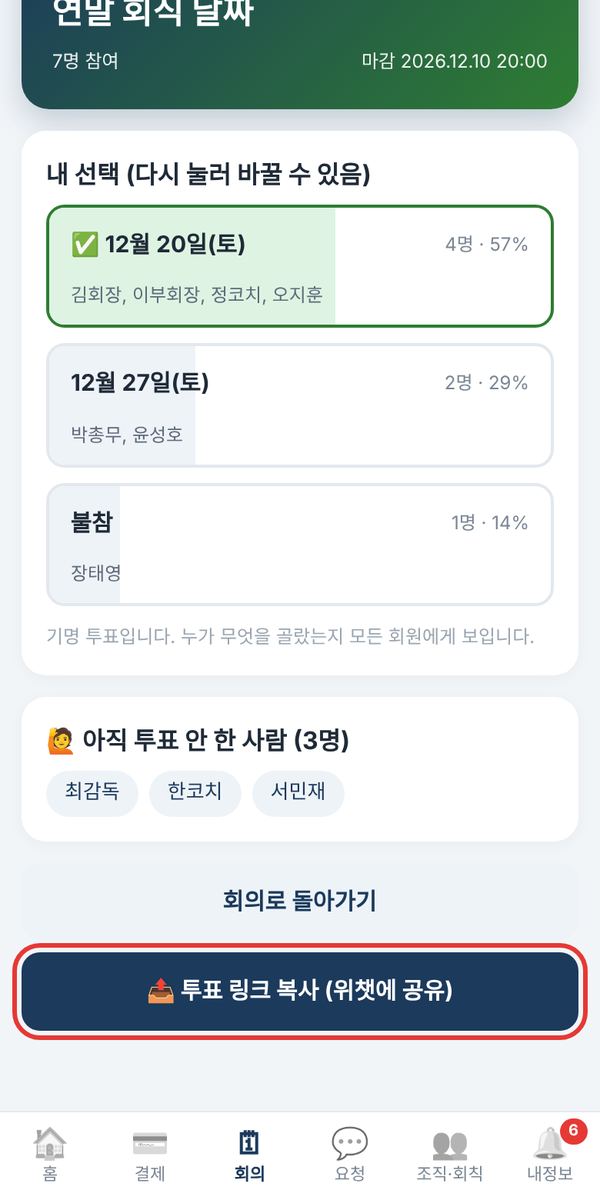 연말 회식 날짜
7명 참여
마감 2026.12.10 20:00
내 선택 (다시 눌러 바꿀 수 있음)
✅ 12월 20일(토)
4명 · 57%
김회장, 이부회장, 정코치, 오지훈
12월 27일(토)
2명 · 29%
박총무, 윤성호
불참
1명 · 14%
장태영
기명 투표입니다. 누가 무엇을 골랐는지 모든 회원에게 보입니다.
🙋 아직 투표 안 한 사람 (3명)
최감독
한코치
서민재
회의로 돌아가기
📤 투표 링크 복사 (위챗에 공유)
6
홈
결제
회의
요청
조직·회칙
내정보